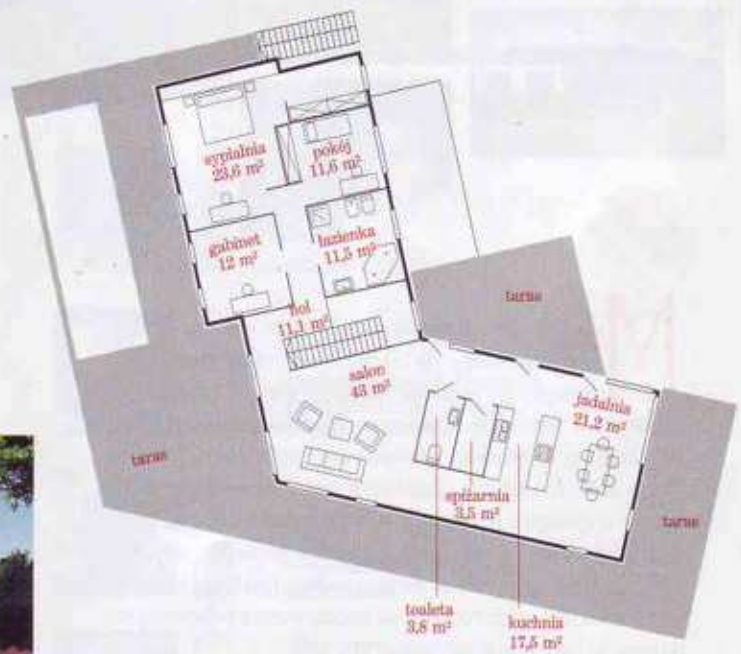 sypialnia
23,6 m²
pokój
11,6 m²
gabinet
12 m²
łazienka
11,5 m²
hol
11,1 m²
taras
salon
43 m²
jadalnia
21,2 m²
taras
spiżarnia
3,5 m²
taras
toaleta
3,8 m²
kuchnia
17,5 m²